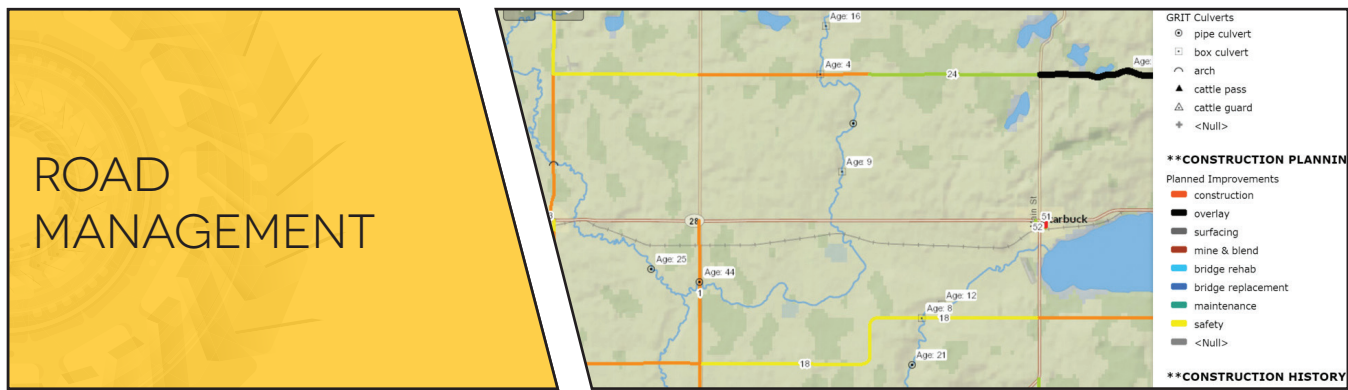 ROAD
MANAGEMENT
Age: 16
Age: 4
24
Age:
Age: 9
28
51
52
arbuck
Age: 25
Age: 44
1
Age: 12
Age: 8
18
18
Age: 21
GRIT Culverts
pipe culvert
box culvert
arch
cattle pass
cattle guard
<Null>
**CONSTRUCTION PLANNIN
Planned Improvements
construction
overlay
surfacing
mine & blend
bridge rehab
bridge replacement
maintenance
safety
<Null>
**CONSTRUCTION HISTORY